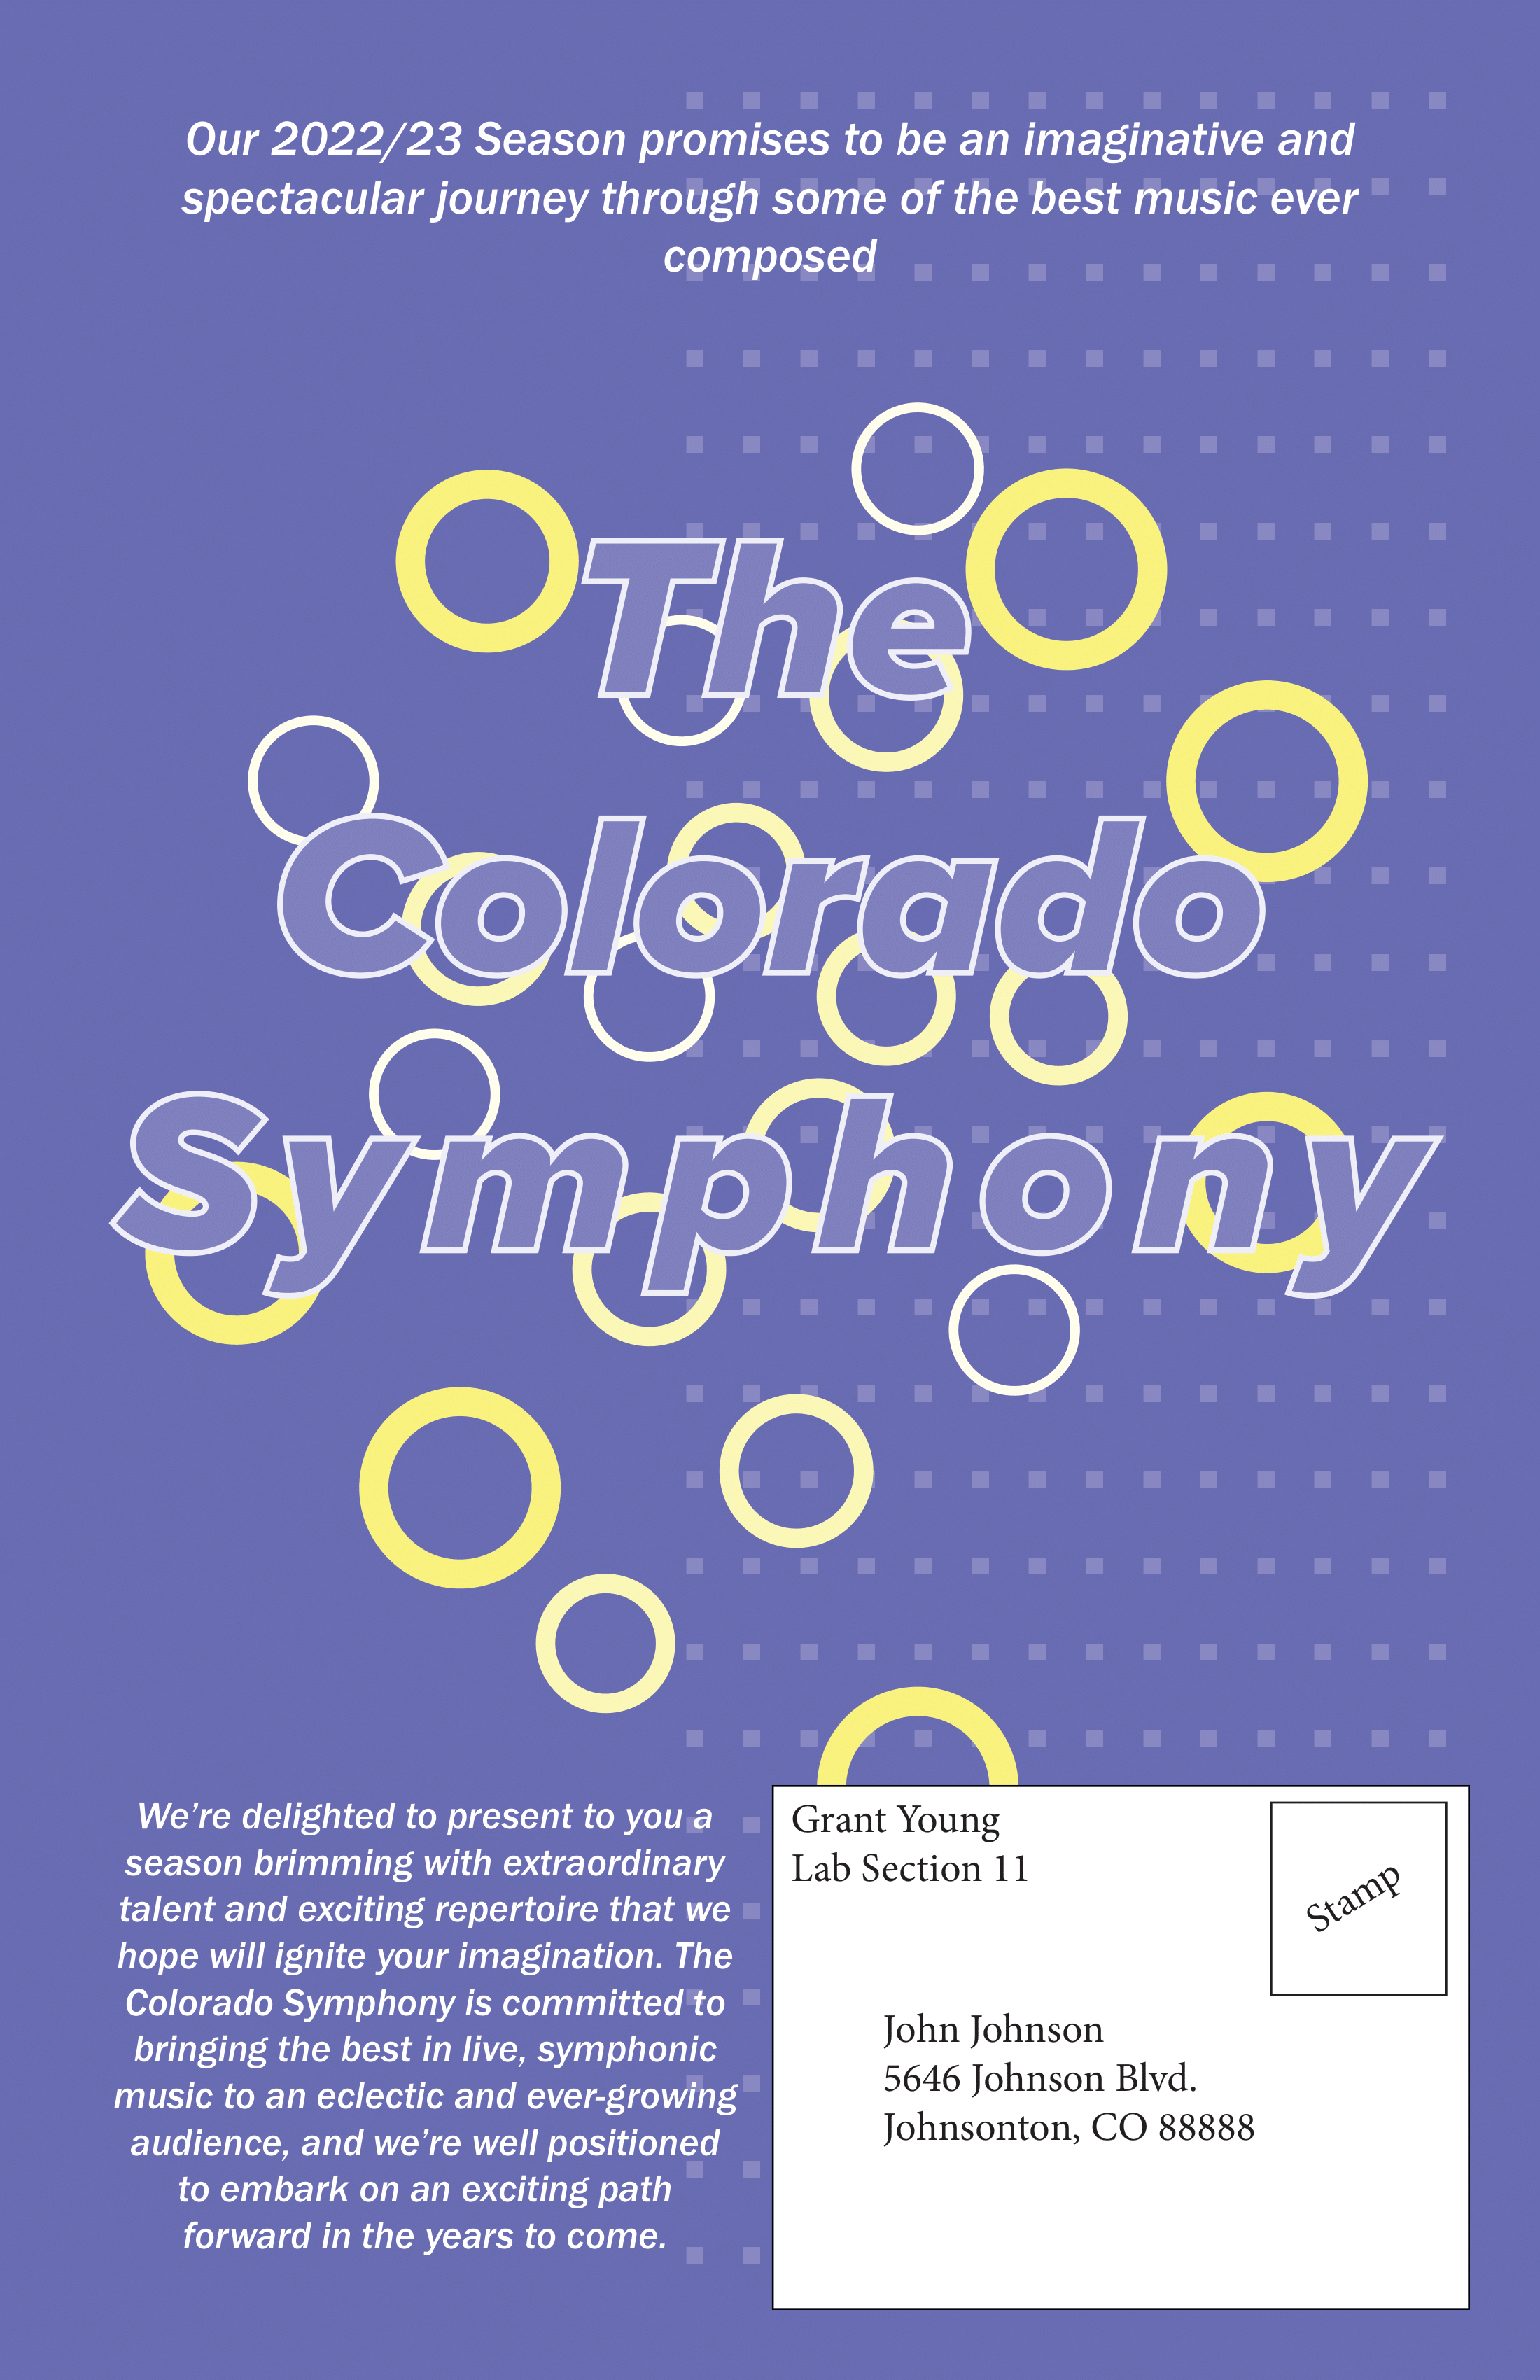 Our 2022/23 Season promises to be an imaginative and
spectacular journey through some of the best music ever
composed
The
Colorado
Symphony
We’re delighted to present to you a
season brimming with extraordinary
talent and exciting repertoire that we
hope will ignite your imagination. The
Colorado Symphony is committed to
bringing the best in live, symphonic
music to an eclectic and ever-growing
audience, and we’re well positioned
to embark on an exciting path
forward in the years to come.
Grant Young
Lab Section 11
Stamp
John Johnson
5646 Johnson Blvd.
Johnsonton, CO 88888